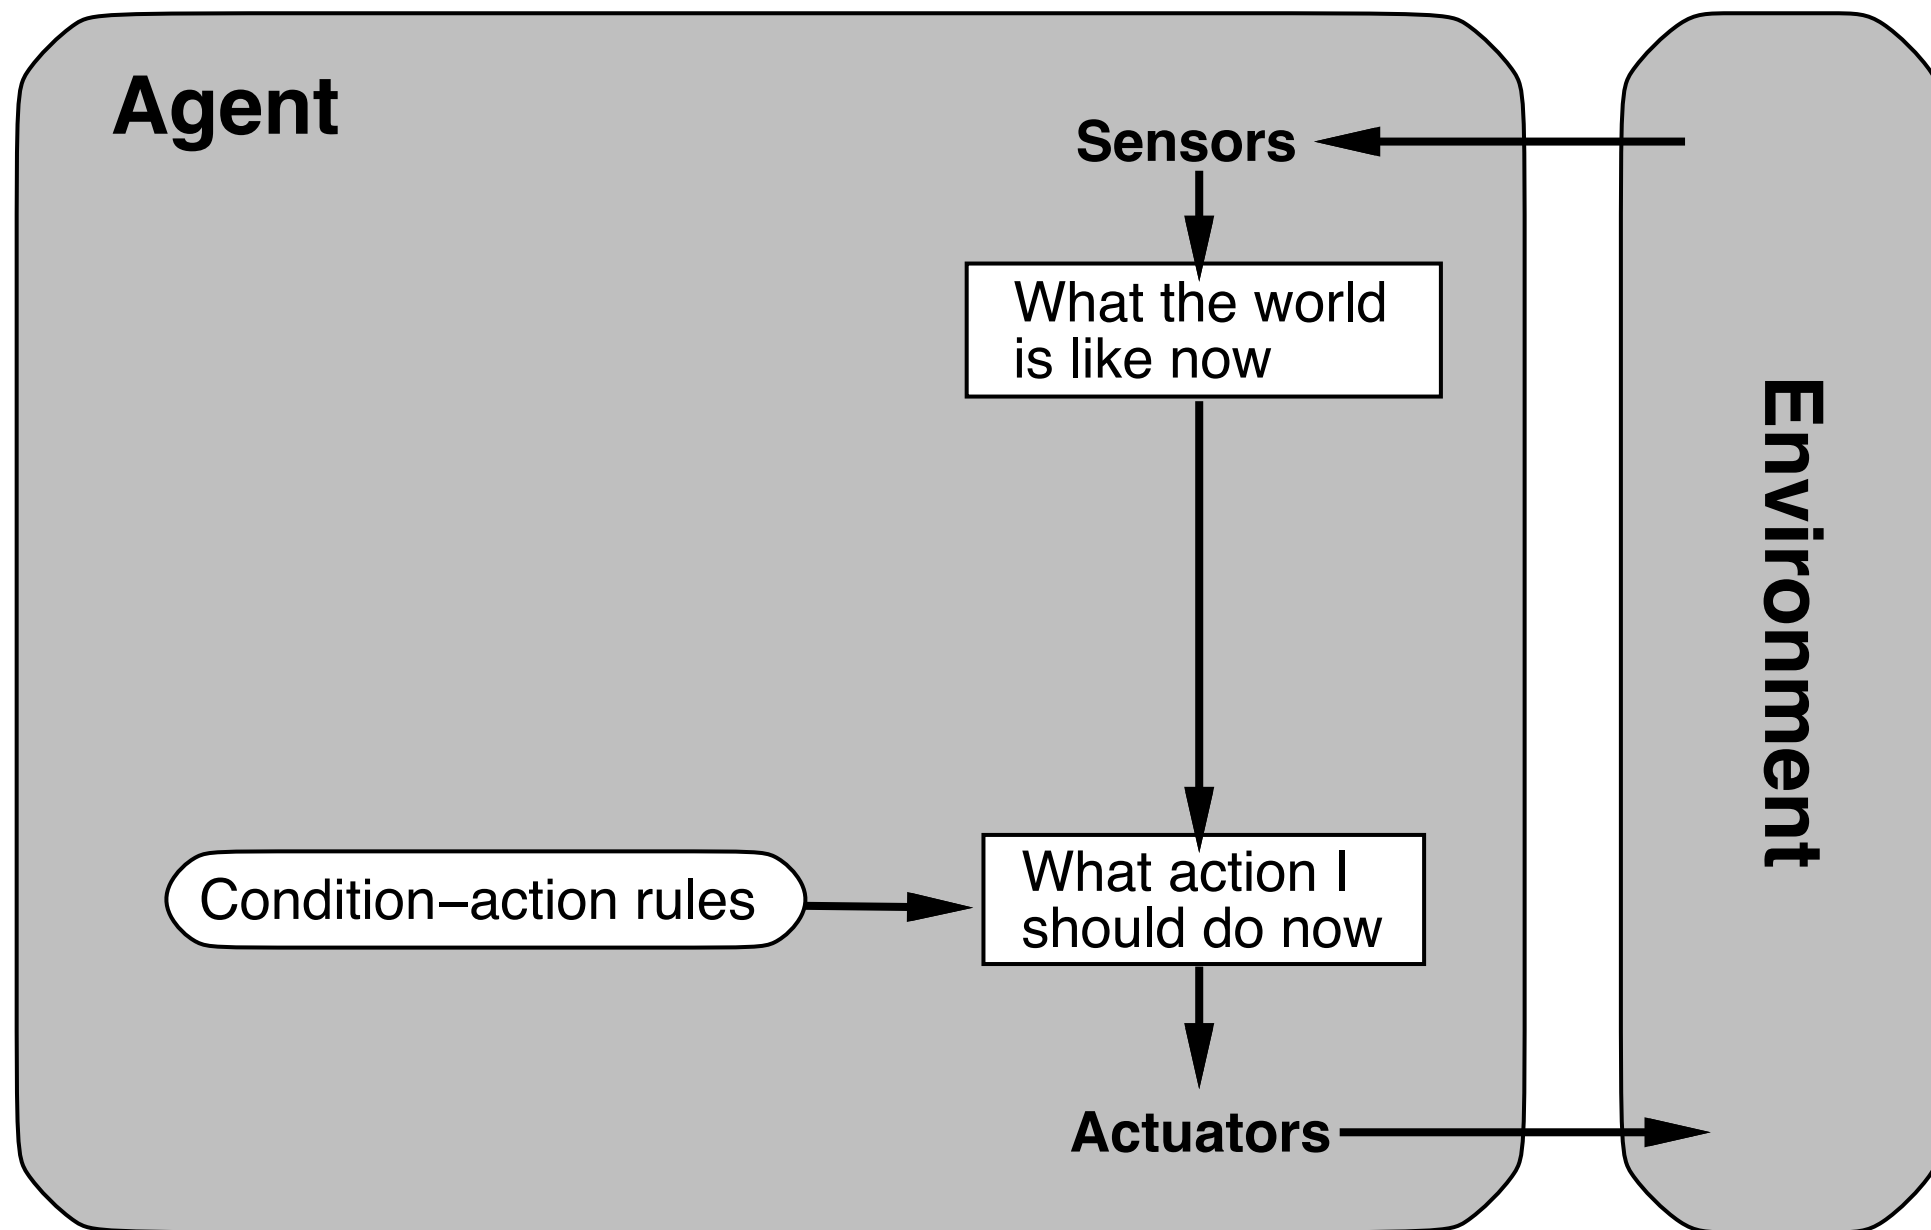 Agent
Sensors
What the world
is like now
Environment
Condition–action rules
What action I
should do now
Actuators